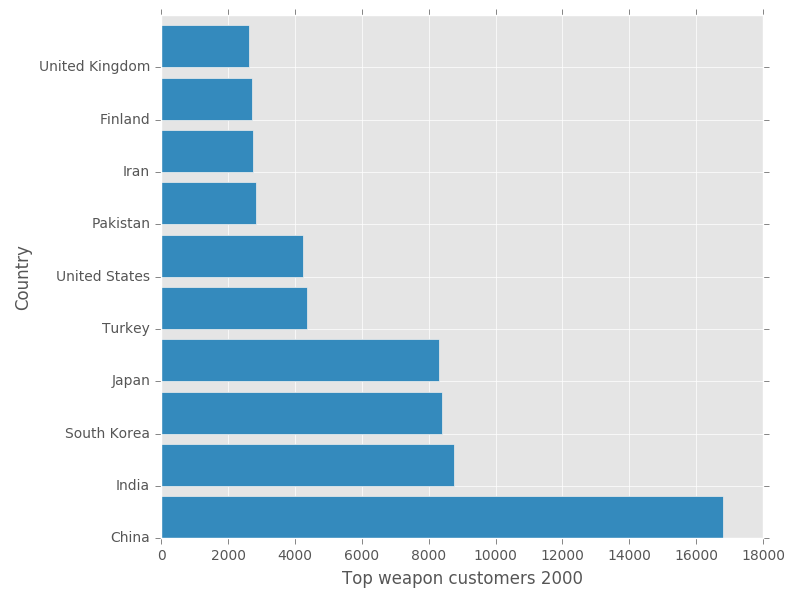 United Kingdom
Finland
Iran
Pakistan
United States
Turkey
Japan
South Korea
India
China
Country
0 2000 4000 6000 8000 10000 12000 14000 16000 18000
Top weapon customers 2000